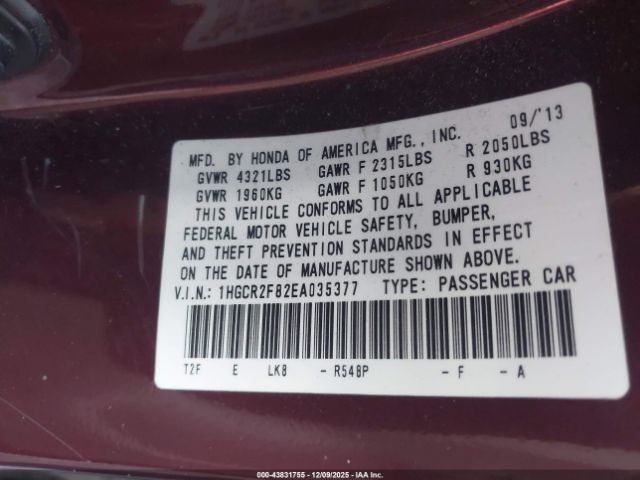 MFD. BY HONDA OF AMERICA MFG., INC. 09/'13
GVWR 4321LBS GAWR F 2315LBS R 2050LBS
GVWR 1960KG GAWR F 1050KG R 930KG
THIS VEHICLE CONFORMS TO ALL APPLICABLE
FEDERAL MOTOR VEHICLE SAFETY, BUMPER,
AND THEFT PREVENTION STANDARDS IN EFFECT
ON THE DATE OF MANUFACTURE SHOWN ABOVE.
V.I.N.: 1HGCR2F82EA035377 TYPE: PASSENGER CAR
T2F E LK8 - R548P - F - A
000-43831755 - 12/09/2025 - IAAI.com